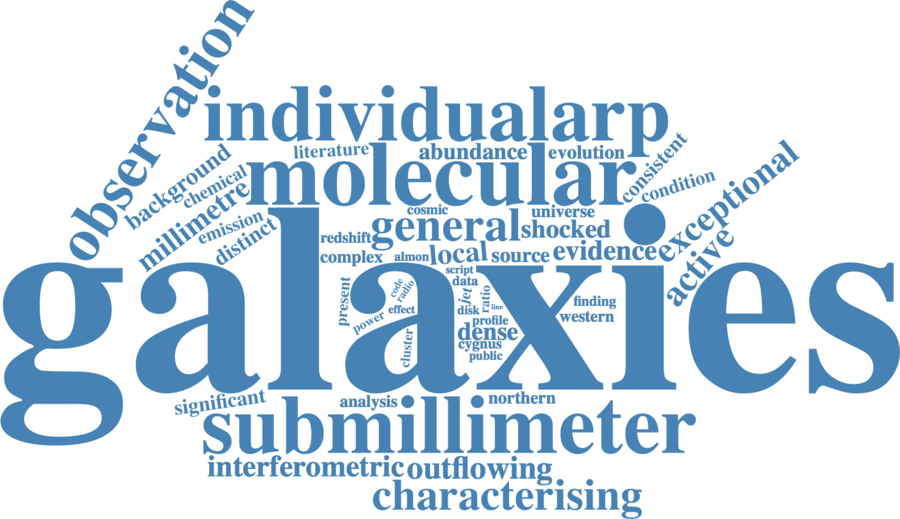 observation
individual
arp
literature
abundance
evolution
background
chemical
molecular
consistent
condition
exceptional
millimetre
emission
distinct
cosmic
universe
general
shocked
redshift
complex
almon
local
source
evidence
active
galaxies
script
data
present
code
radio
power
effect
cluster
jet
ratio
disk
line
profile
dense
cygnus
public
finding
western
significant
analysis
northern
submillimeter
interferometric
outflowing
characterising